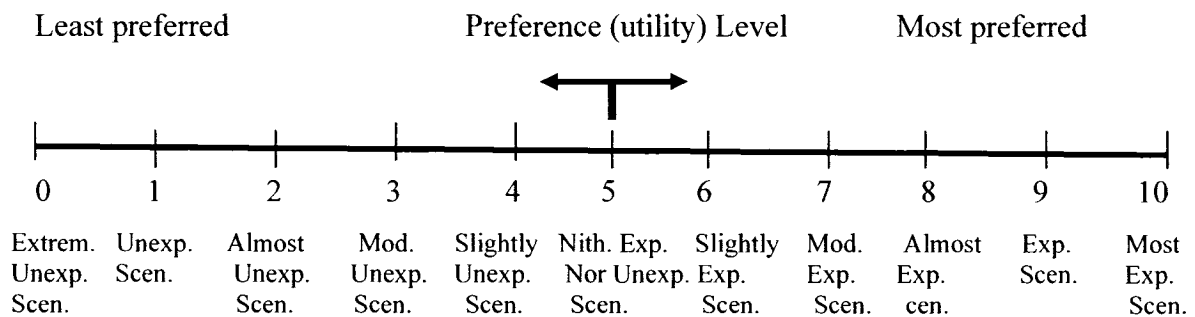 Least preferred Preference (utility) Level Most preferred
0 1 2 3 4 5 6 7 8 9 10
Extrem. Unexp. Almost Mod. Slightly Nith. Exp. Slightly Mod. Almost Exp. Most
Unexp. Scen. Unexp. Unexp. Unexp. Nor Unexp. Exp. Exp. Exp. Scen. Exp.
Scen. Scen. Scen. Scen. Scen. Scen. Scen. cen. Scen.